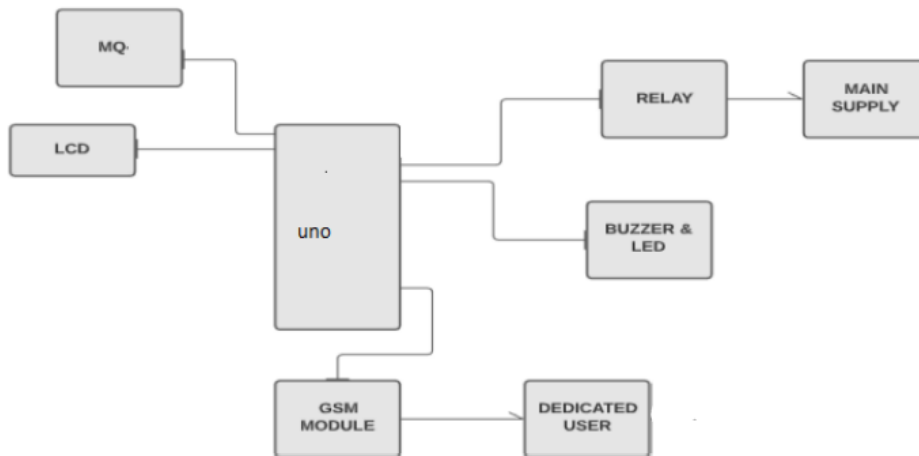 MQ-
LCD
uno
RELAY
MAIN
SUPPLY
BUZZER &
LED
GSM
MODULE
DEDICATED
USER